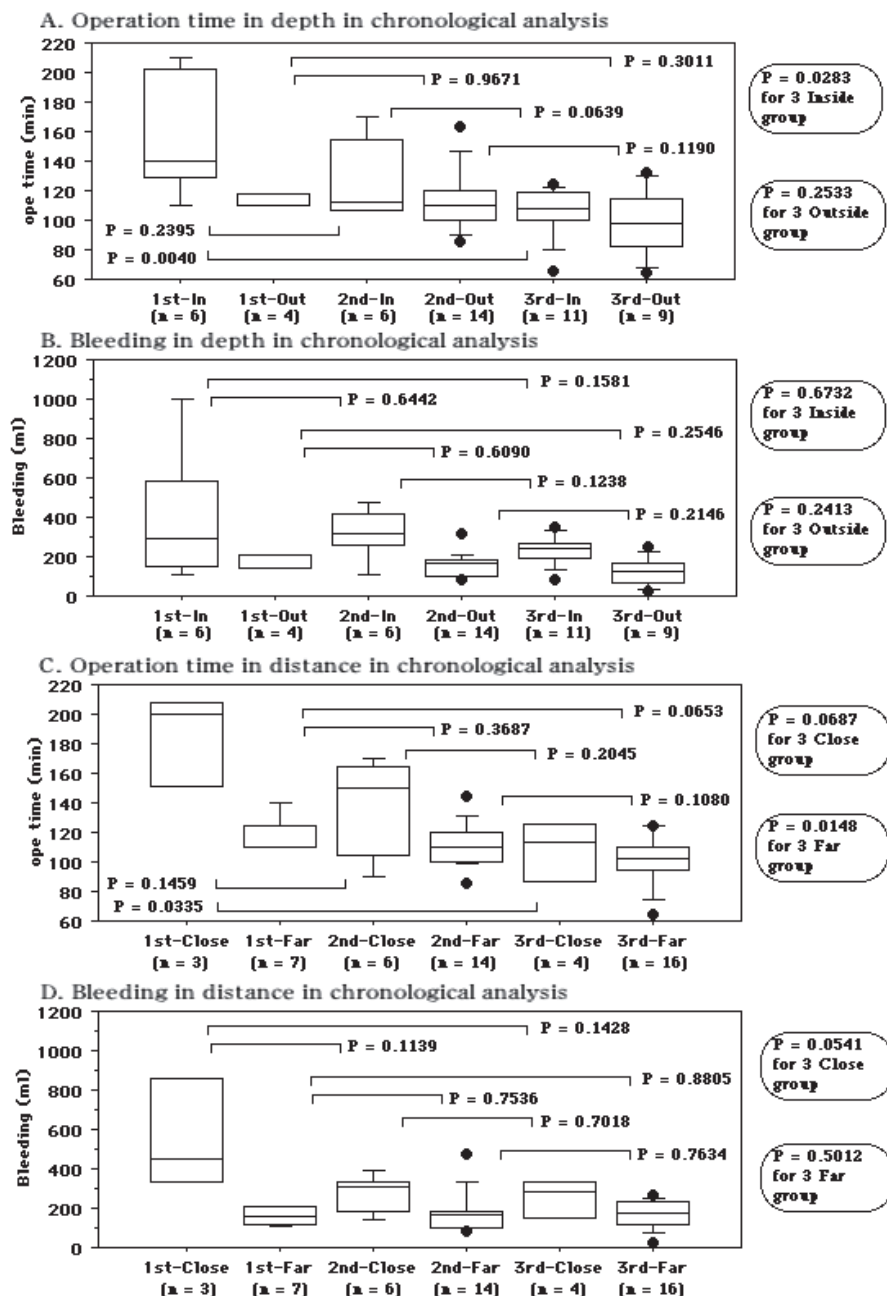 A. Operation time in depth in chronological analysis
220
200
180
160
140
120
100
80
60
ope time (min)
P = 0.3011
P = 0.9671
P = 0.0639
P = 0.1190
P = 0.2395
P = 0.0040
P = 0.0283
for 3 Inside
group
P = 0.2533
for 3 Outside
group
1st-In 1st-Out 2nd-In 2nd-Out 3rd-In 3rd-Out
(n = 6) (n = 4) (n = 6) (n = 14) (n = 11) (n = 9)
B. Bleeding in depth in chronological analysis
1200
1000
800
600
400
200
0
Bleeding (ml)
P = 0.1581
P = 0.6442
P = 0.2546
P = 0.6090
P = 0.1238
P = 0.2146
P = 0.6732
for 3 Inside
group
P = 0.2413
for 3 Outside
group
1st-In 1st-Out 2nd-In 2nd-Out 3rd-In 3rd-Out
(n = 6) (n = 4) (n = 6) (n = 14) (n = 11) (n = 9)
C. Operation time in distance in chronological analysis
220
200
180
160
140
120
100
80
60
ope time (min)
P = 0.0653
P = 0.3687
P = 0.2045
P = 0.1080
P = 0.1459
P = 0.0335
P = 0.0687
for 3 Close
group
P = 0.0148
for 3 Far
group
1st-Close 1st-Far 2nd-Close 2nd-Far 3rd-Close 3rd-Far
(n = 3) (n = 7) (n = 6) (n = 14) (n = 4) (n = 16)
D. Bleeding in distance in chronological analysis
1200
1000
800
600
400
200
0
Bleeding (ml)
P = 0.1428
P = 0.1139
P = 0.8805
P = 0.7536
P = 0.7018
P = 0.7634
P = 0.0541
for 3 Close
group
P = 0.5012
for 3 Far
group
1st-Close 1st-Far 2nd-Close 2nd-Far 3rd-Close 3rd-Far
(n = 3) (n = 7) (n = 6) (n = 14) (n = 4) (n = 16)